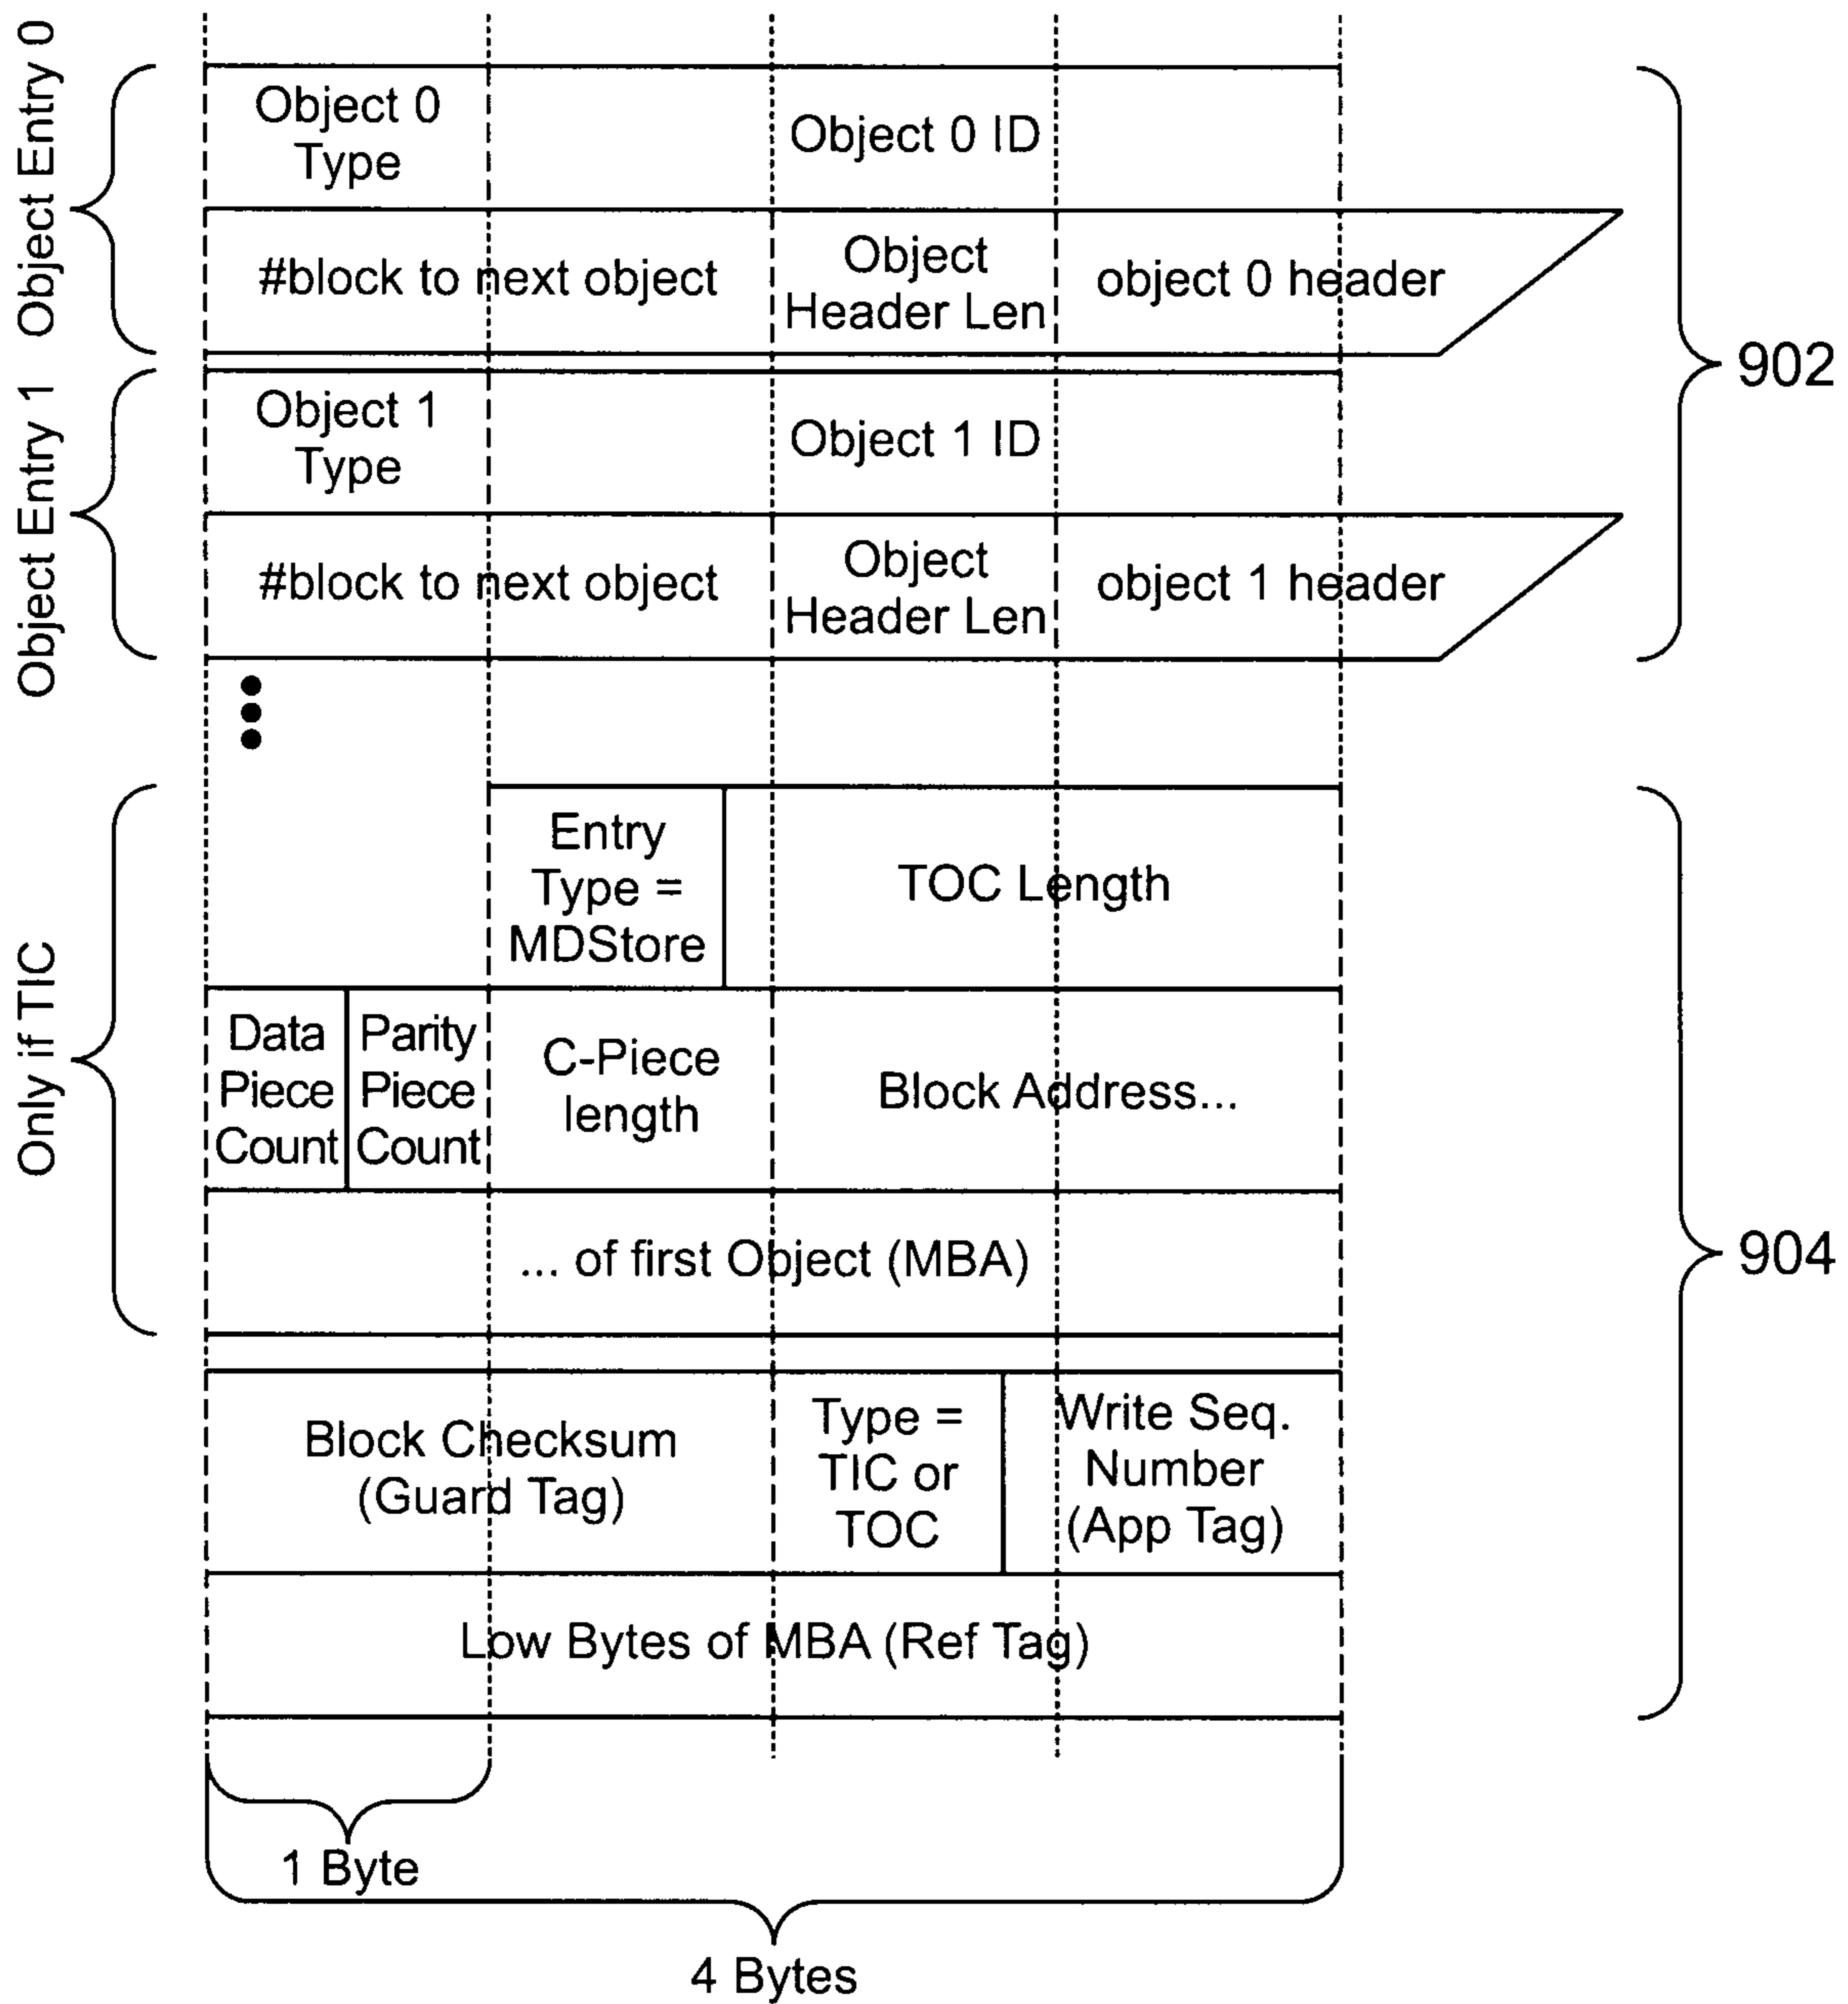 Object Entry 0
Object 0
Type
Object 0 ID
#block to next object
Object
Header Len
object 0 header
902
Object Entry 1
Object 1
Type
Object 1 ID
#block to next object
Object
Header Len
object 1 header
Only if TIC
Entry
Type =
MDStore
TOC Length
Data
Piece
Count
Parity
Piece
Count
C-Piece
length
Block Address...
... of first Object (MBA)
904
Block Checksum
(Guard Tag)
Type =
TIC or
TOC
Write Seq.
Number
(App Tag)
Low Bytes of MBA (Ref Tag)
1 Byte
4 Bytes